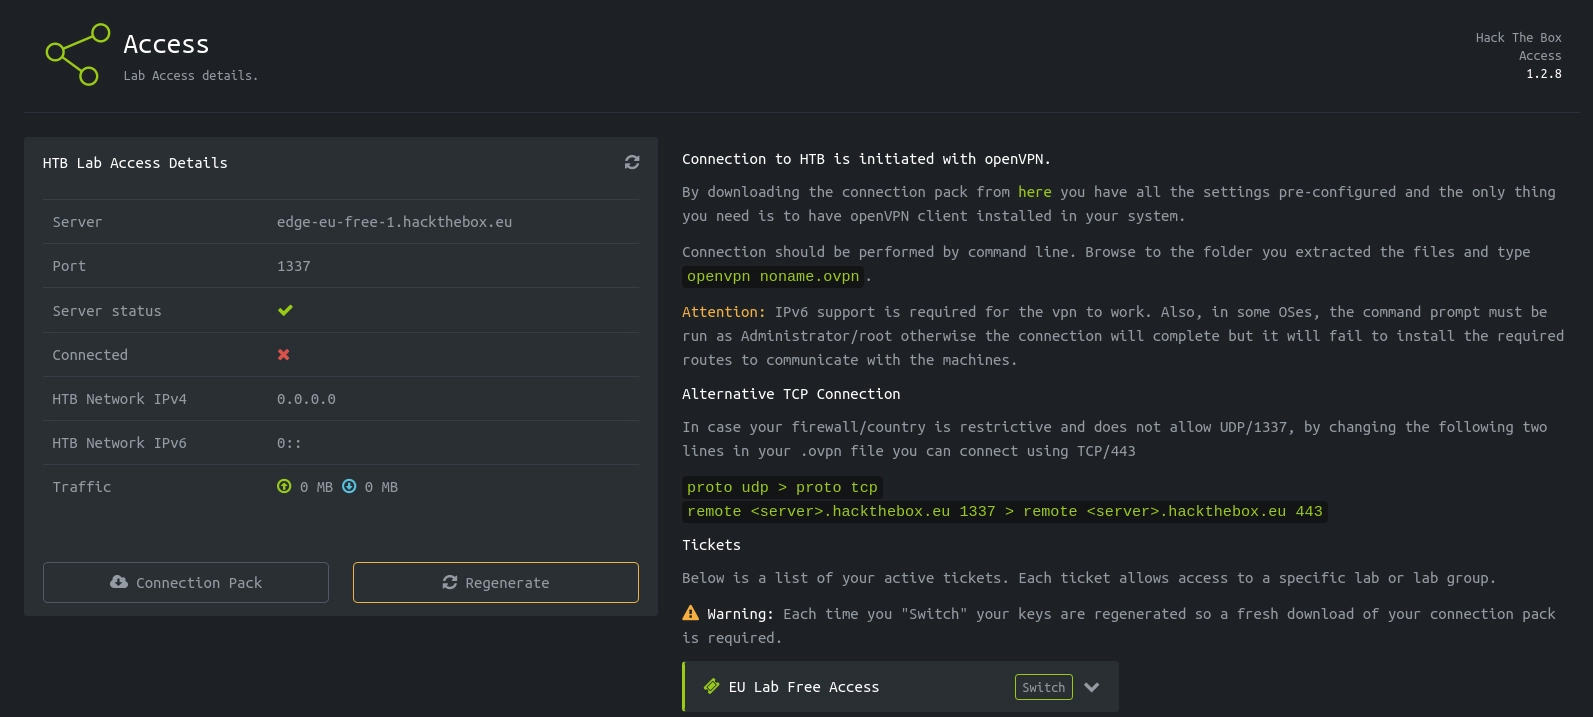 Access
Lab Access details.
Hack The Box
Access
1.2.8
HTB Lab Access Details
Server edge-eu-free-1.hackthebox.eu
Port 1337
Server status
Connected
HTB Network IPv4 0.0.0.0
HTB Network IPv6 0::
Traffic 0 MB 0 MB
Connection Pack Regenerate
Connection to HTB is initiated with openVPN.
By downloading the connection pack from here you have all the settings pre-configured and the only thing
you need is to have openVPN client installed in your system.
Connection should be performed by command line. Browse to the folder you extracted the files and type
openvpn noname.ovpn.
Attention: IPv6 support is required for the vpn to work. Also, in some OSes, the command prompt must be
run as Administrator/root otherwise the connection will complete but it will fail to install the required
routes to communicate with the machines.
Alternative TCP Connection
In case your firewall/country is restrictive and does not allow UDP/1337, by changing the following two
lines in your .ovpn file you can connect using TCP/443
proto udp > proto tcp
remote <server>.hackthebox.eu 1337 > remote <server>.hackthebox.eu 443
Tickets
Below is a list of your active tickets. Each ticket allows access to a specific lab or lab group.
Warning: Each time you "Switch" your keys are regenerated so a fresh download of your connection pack
is required.
EU Lab Free Access Switch